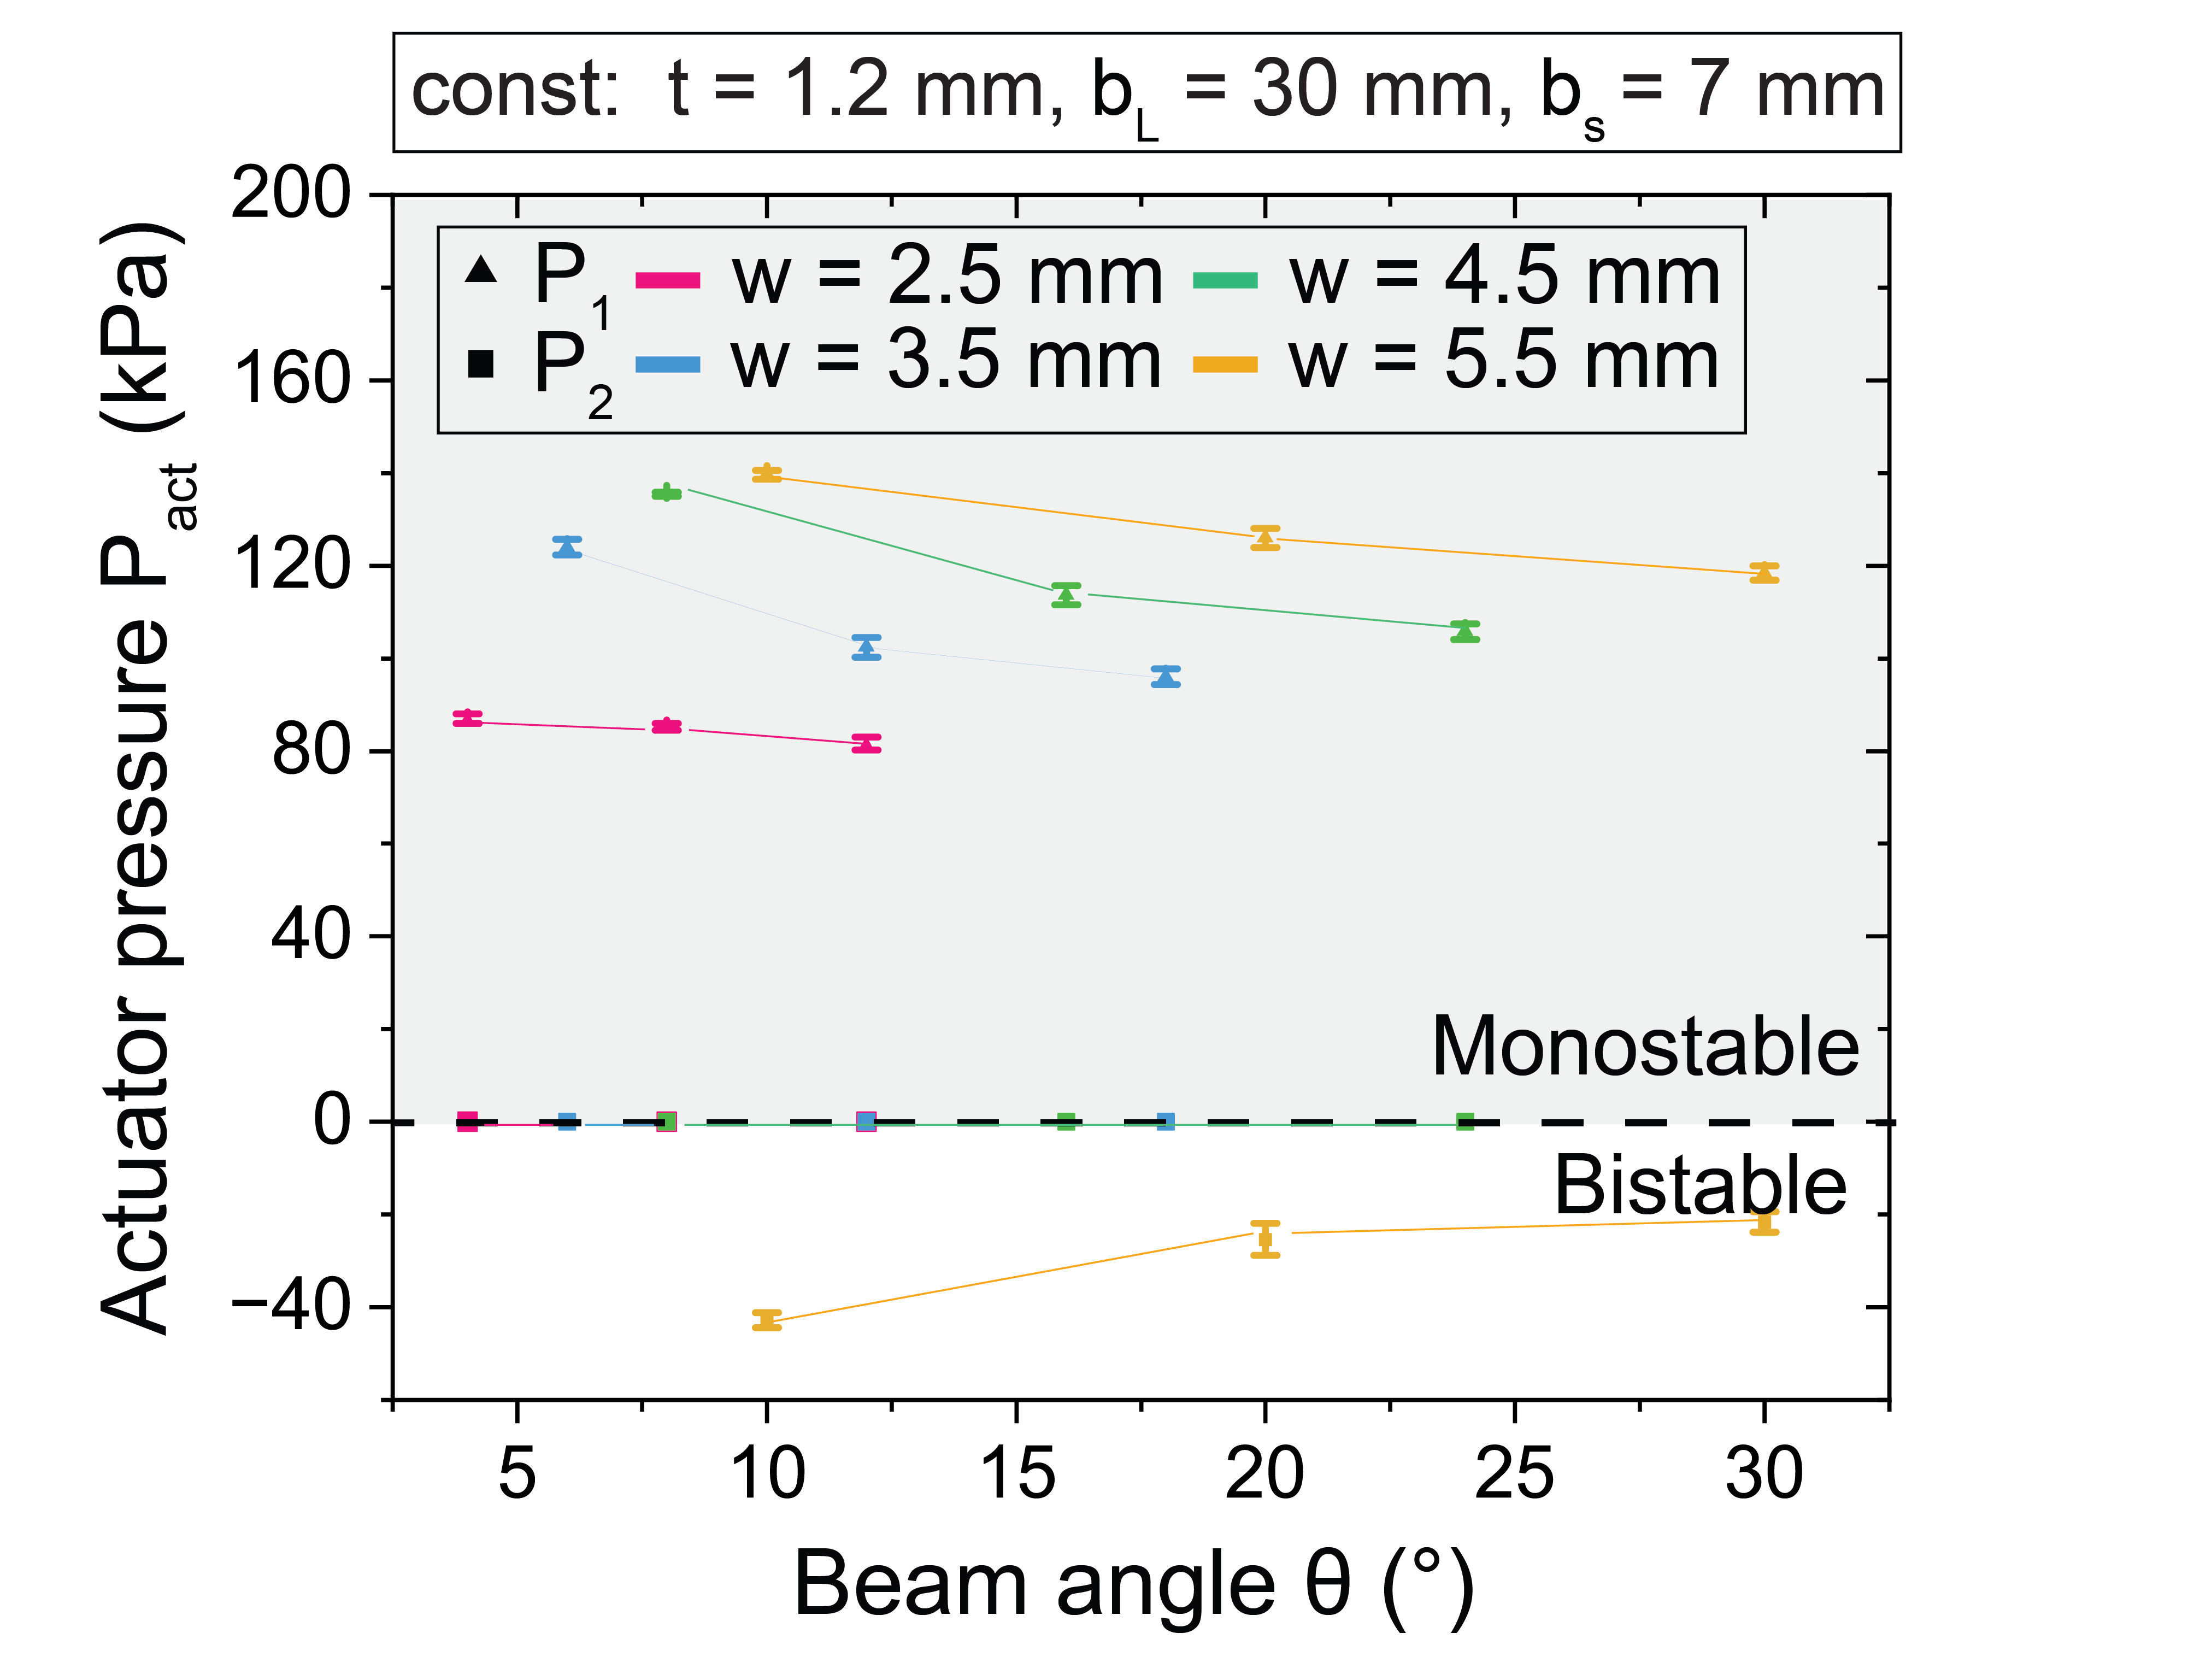 const: t = 1.2 mm, bL = 30 mm, bs = 7 mm
Actuator pressure Pact (kPa)
200
160
120
80
40
0
−40
P1 w = 2.5 mm w = 4.5 mm
P2 w = 3.5 mm w = 5.5 mm
Monostable
Bistable
5 10 15 20 25 30
Beam angle θ (°)